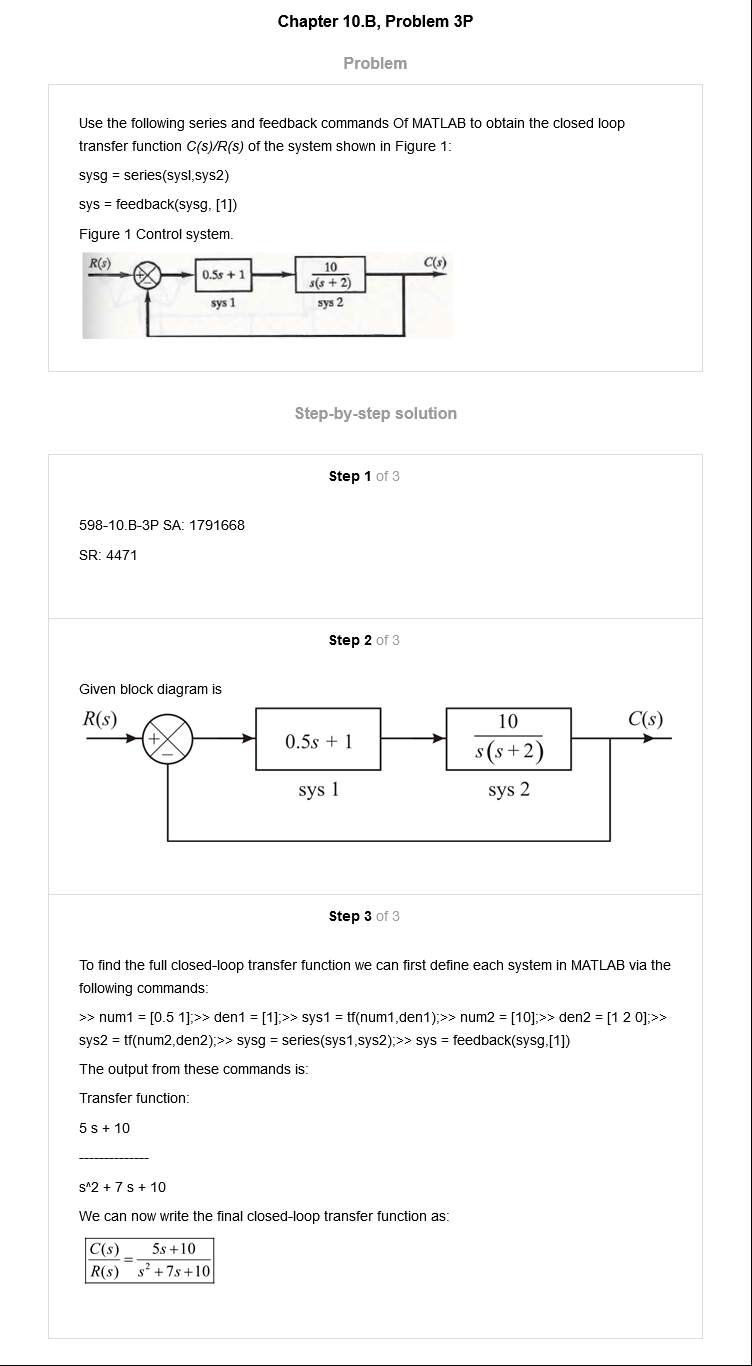 Chapter 10.B, Problem 3P
Problem
Use the following series and feedback commands Of MATLAB to obtain the closed loop
transfer function C(s)/R(s) of the system shown in Figure 1:
sysg = series(sysl,sys2)
sys = feedback(sysg, [1])
Figure 1 Control system.
R(s)
+
−
0.5s + 1
sys 1
10
s(s + 2)
sys 2
C(s)
Step-by-step solution
Step 1 of 3
598-10.B-3P SA: 1791668
SR: 4471
Step 2 of 3
Given block diagram is
R(s)
+
−
0.5s + 1
sys 1
10
s(s+2)
sys 2
C(s)
Step 3 of 3
To find the full closed-loop transfer function we can first define each system in MATLAB via the
following commands:
>> num1 = [0.5 1];>> den1 = [1];>> sys1 = tf(num1,den1);>> num2 = [10];>> den2 = [1 2 0];>>
sys2 = tf(num2,den2);>> sysg = series(sys1,sys2);>> sys = feedback(sysg,[1])
The output from these commands is:
Transfer function:
5 s + 10
--------------
s^2 + 7 s + 10
We can now write the final closed-loop transfer function as:
C(s)/R(s) = (5s+10)/(s²+7s+10)